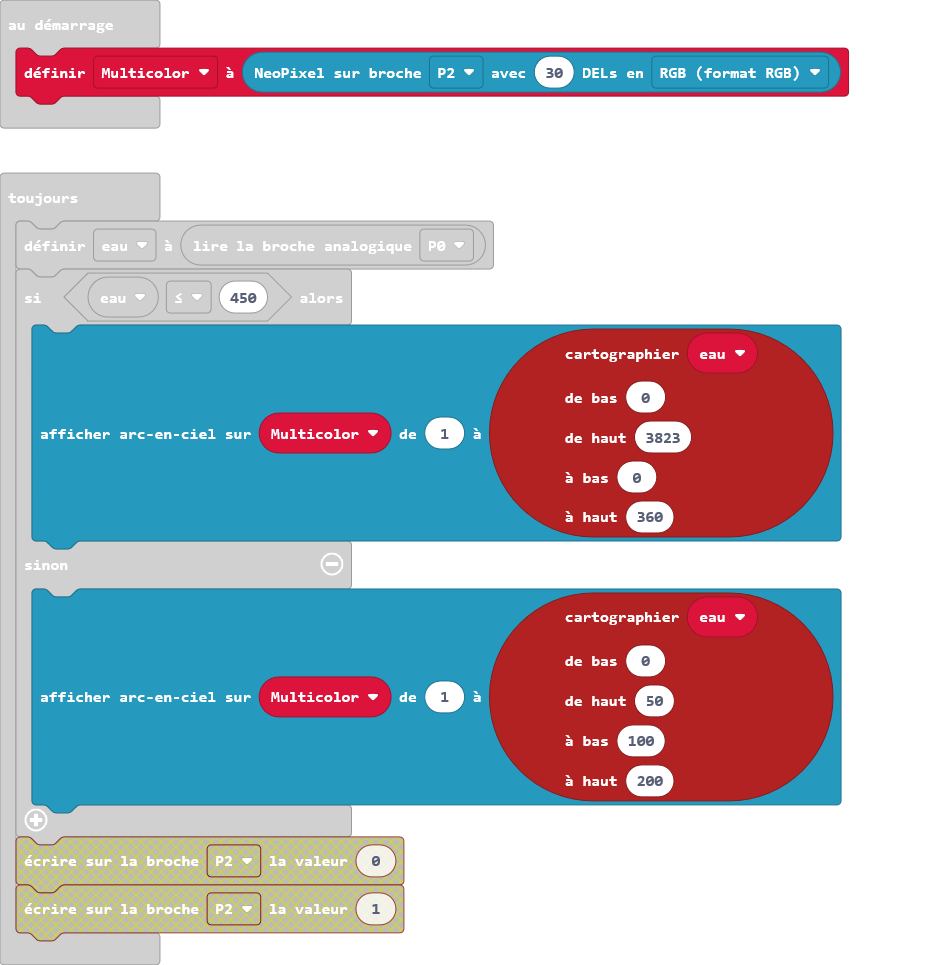 au démarrage
définir Multicolor à NeoPixel sur broche P2 avec 30 DELs en RGB (format RGB)
toujours
définir eau à lire la broche analogique P0
si eau ≤ 450 alors
cartographier eau
de bas 0
afficher arc-en-ciel sur Multicolor de 1 à de haut 3823
à bas 0
à haut 360
sinon
cartographier eau
de bas 0
afficher arc-en-ciel sur Multicolor de 1 à de haut 50
à bas 100
à haut 200
écrire sur la broche P2 la valeur 0
écrire sur la broche P2 la valeur 1